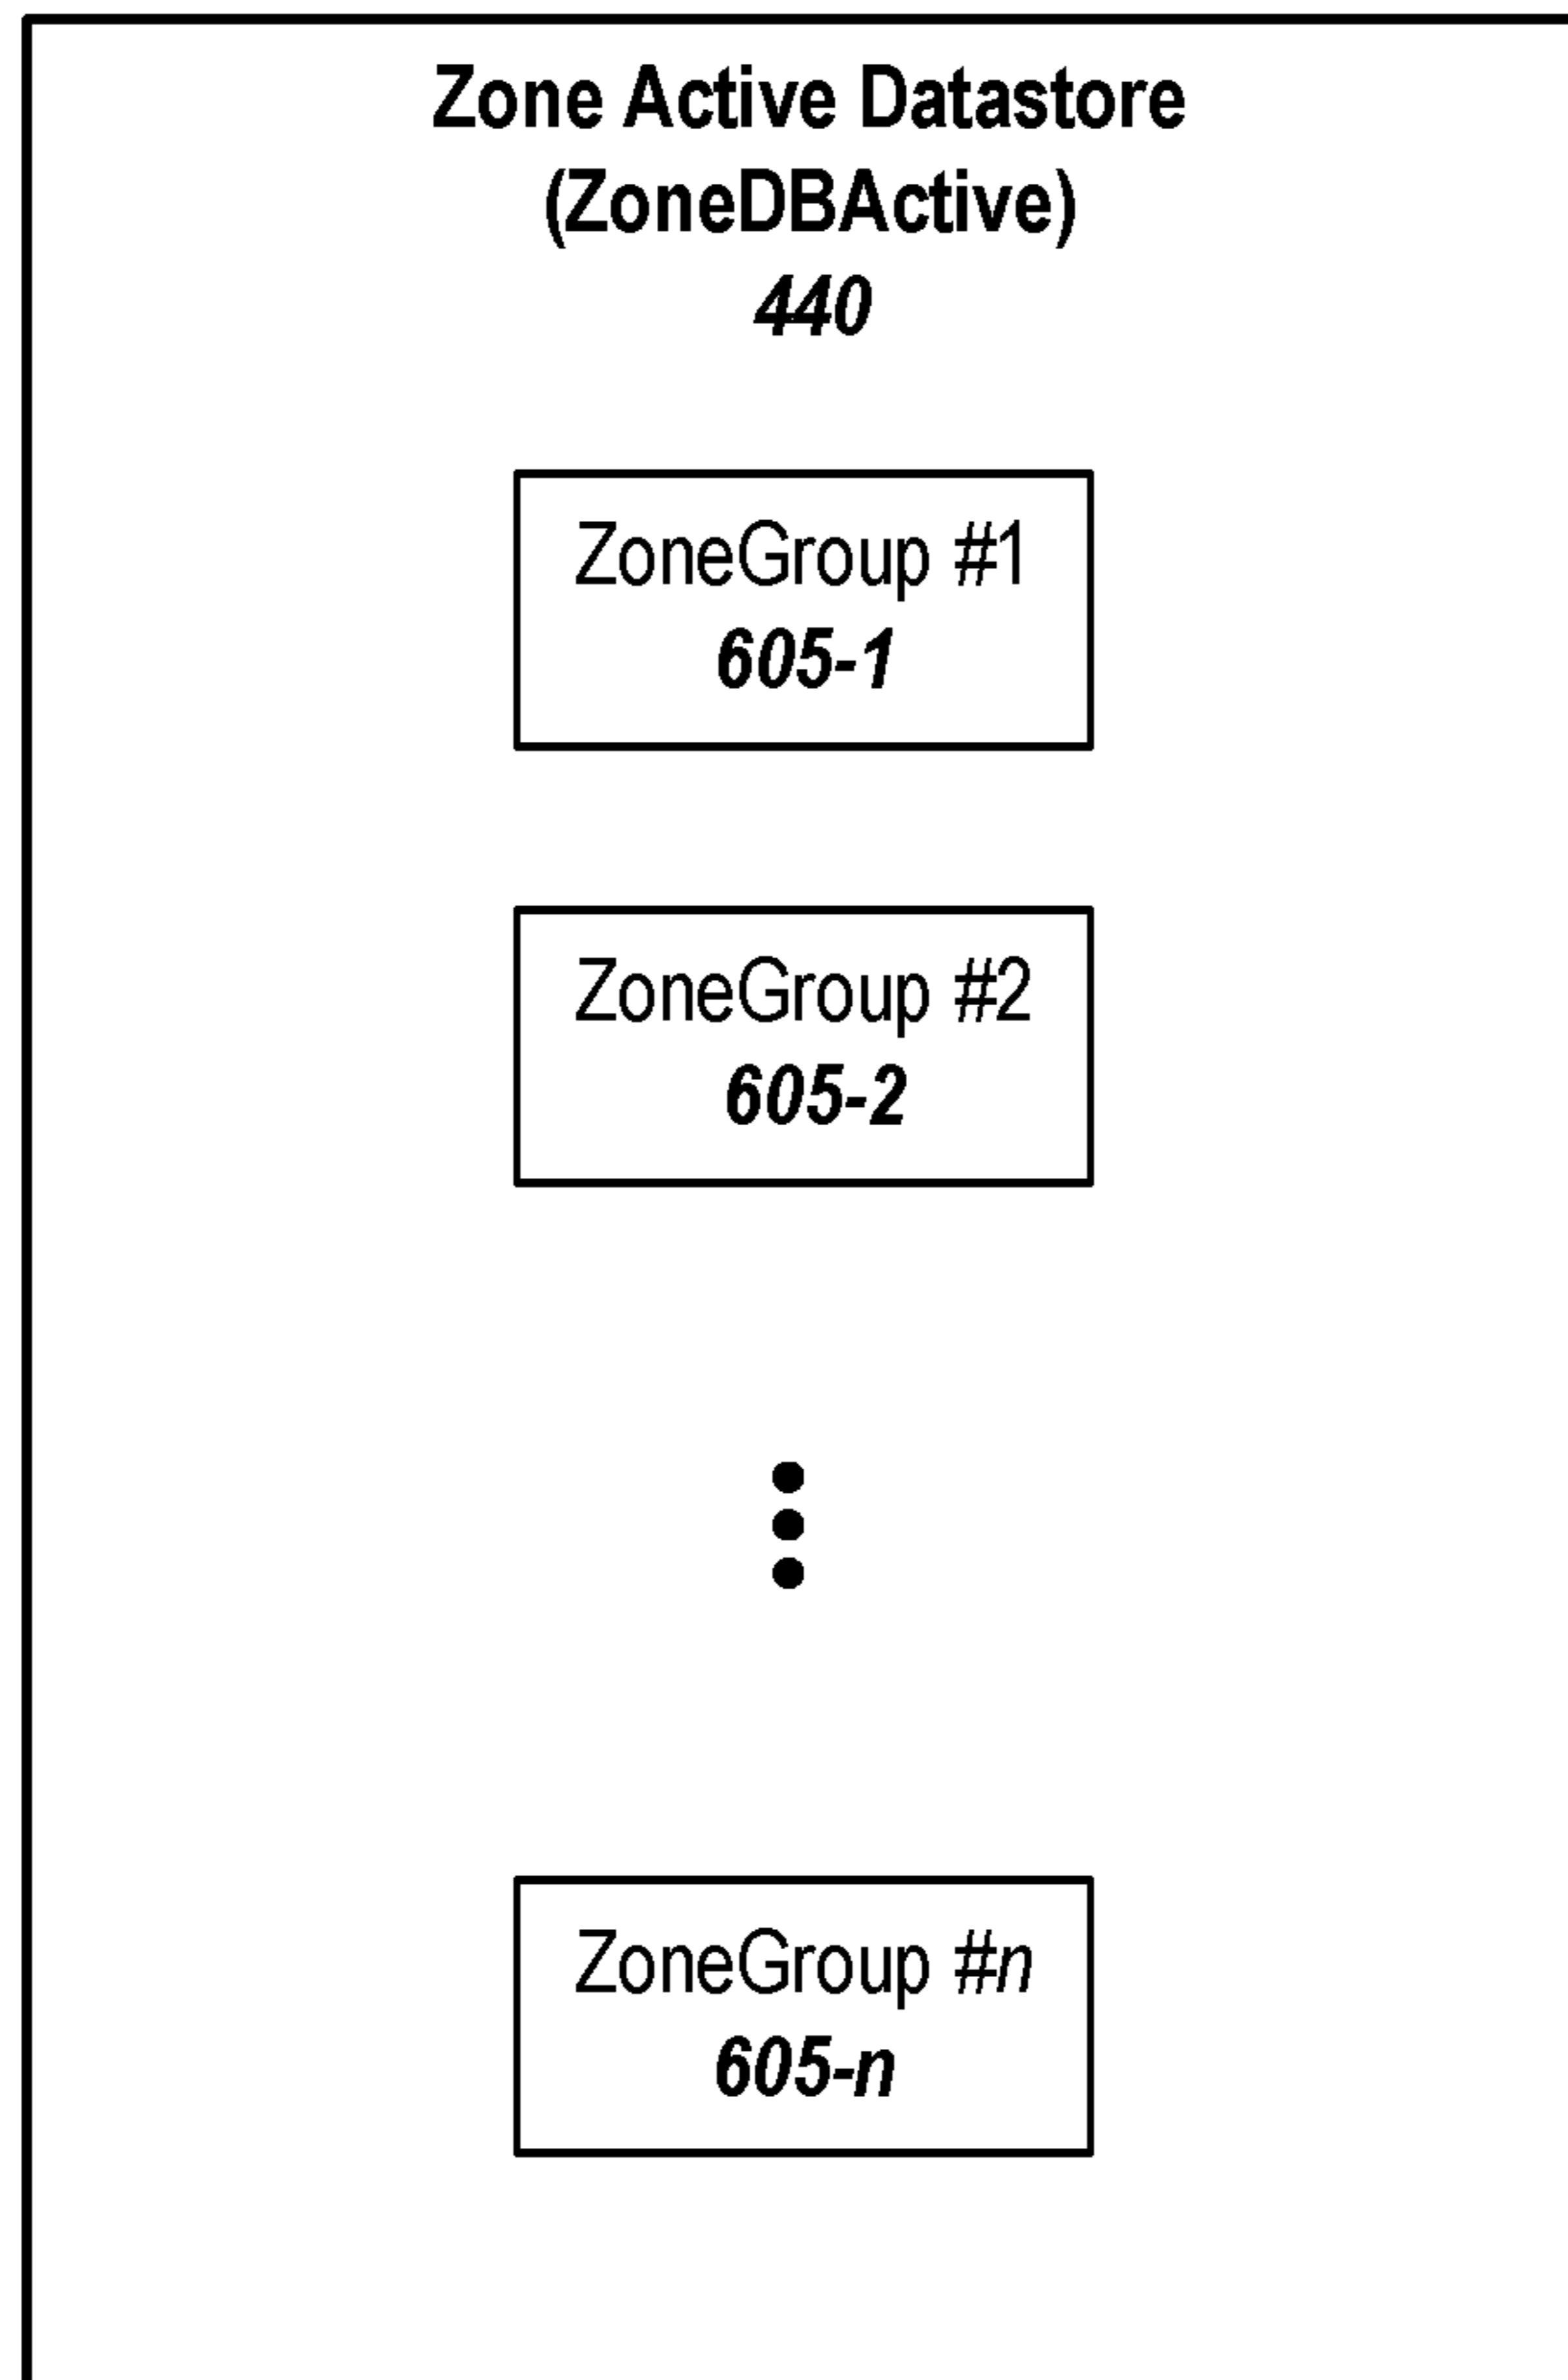 Zone Active Datastore
(ZoneDBActive)
440
ZoneGroup #1
605-1
ZoneGroup #2
605-2
ZoneGroup #n
605-n